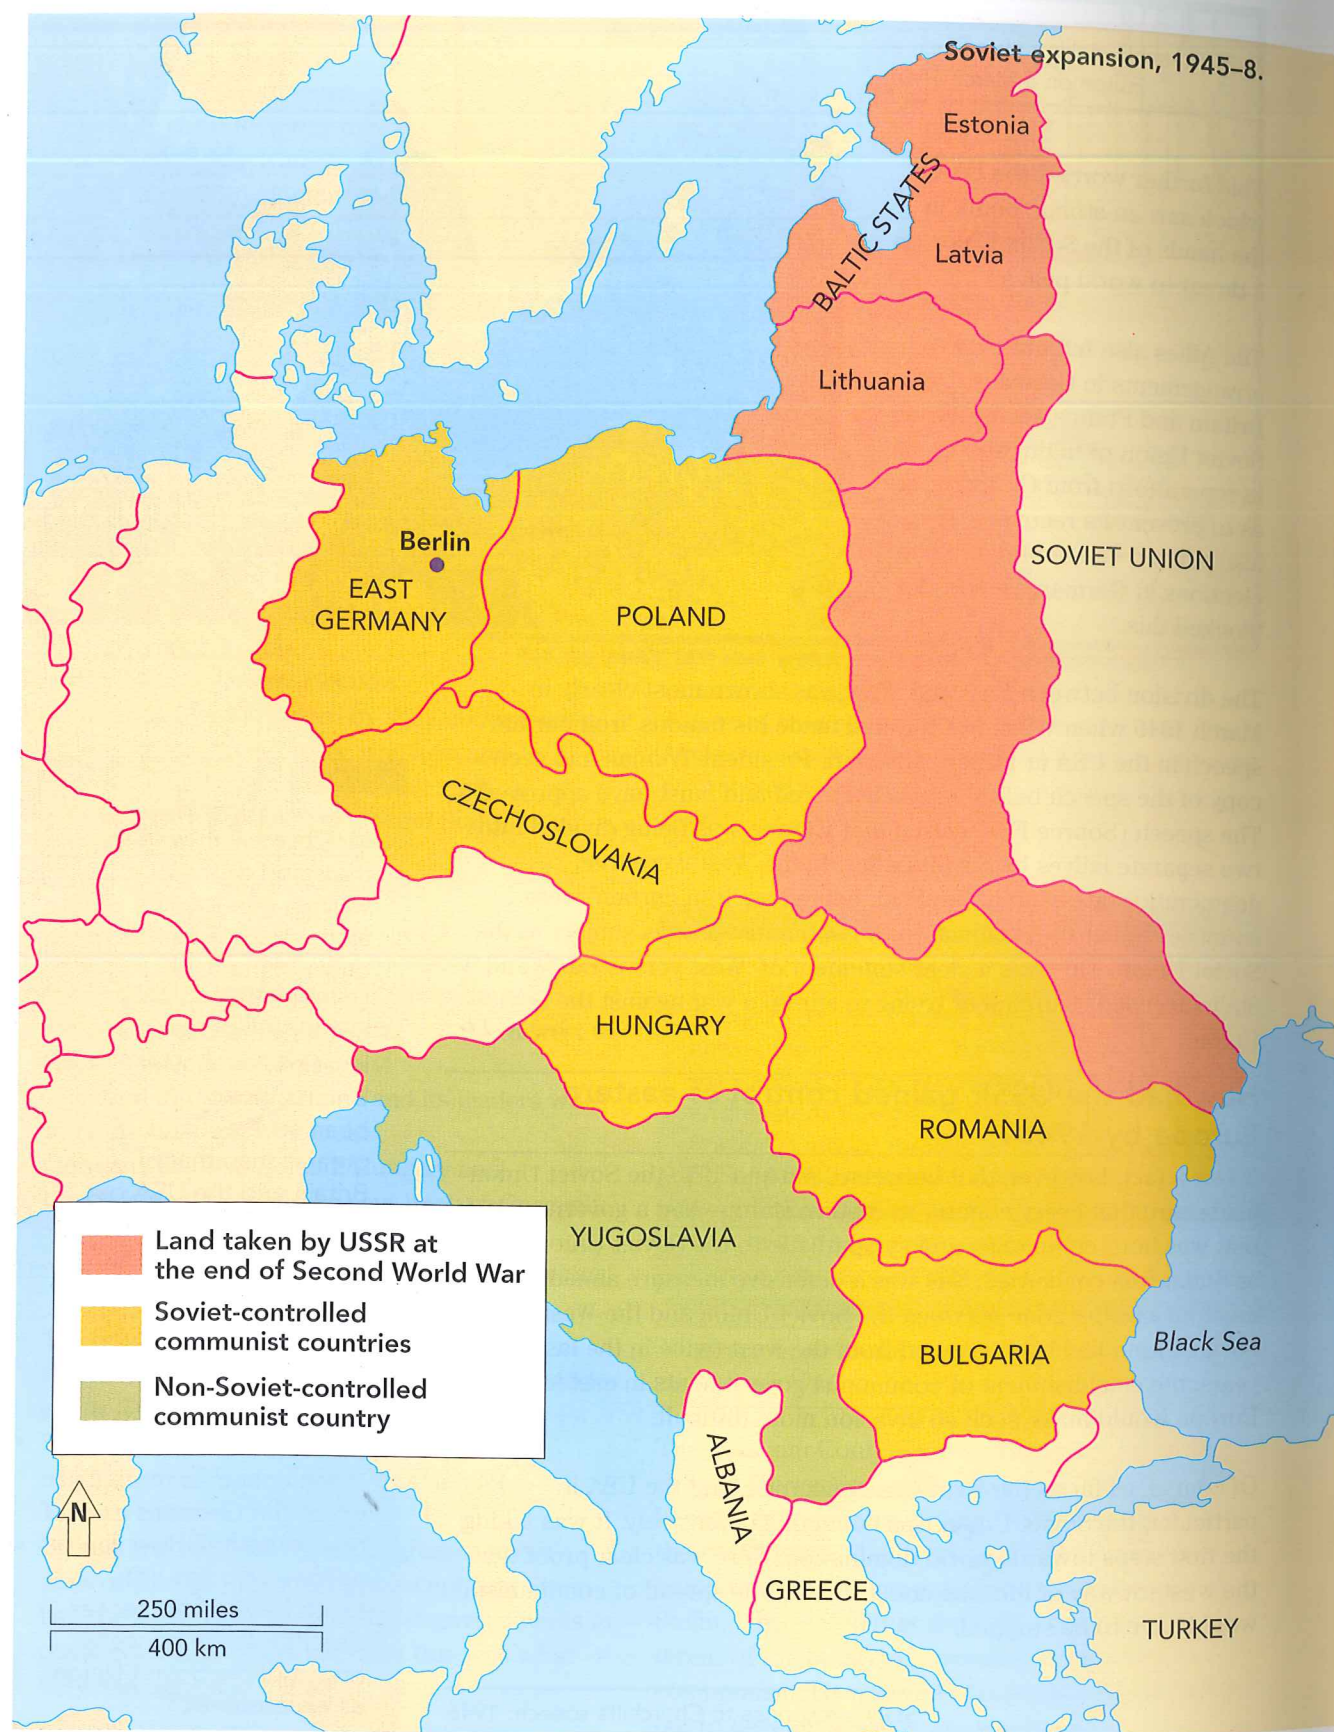 Soviet expansion, 1945–8.
Estonia
BALTIC STATES
Latvia
Lithuania
SOVIET UNION
Berlin
EAST
GERMANY
POLAND
CZECHOSLOVAKIA
HUNGARY
ROMANIA
YUGOSLAVIA
BULGARIA
Black Sea
ALBANIA
GREECE
TURKEY
Land taken by USSR at
the end of Second World War
Soviet-controlled
communist countries
Non-Soviet-controlled
communist country
N
250 miles
400 km